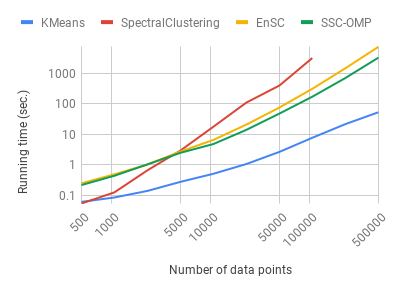 KMeans SpectralClustering EnSC SSC-OMP
Running time (sec.)
1000
100
10
1
0.1
500 1000 5000 10000 50000 100000 500000
Number of data points